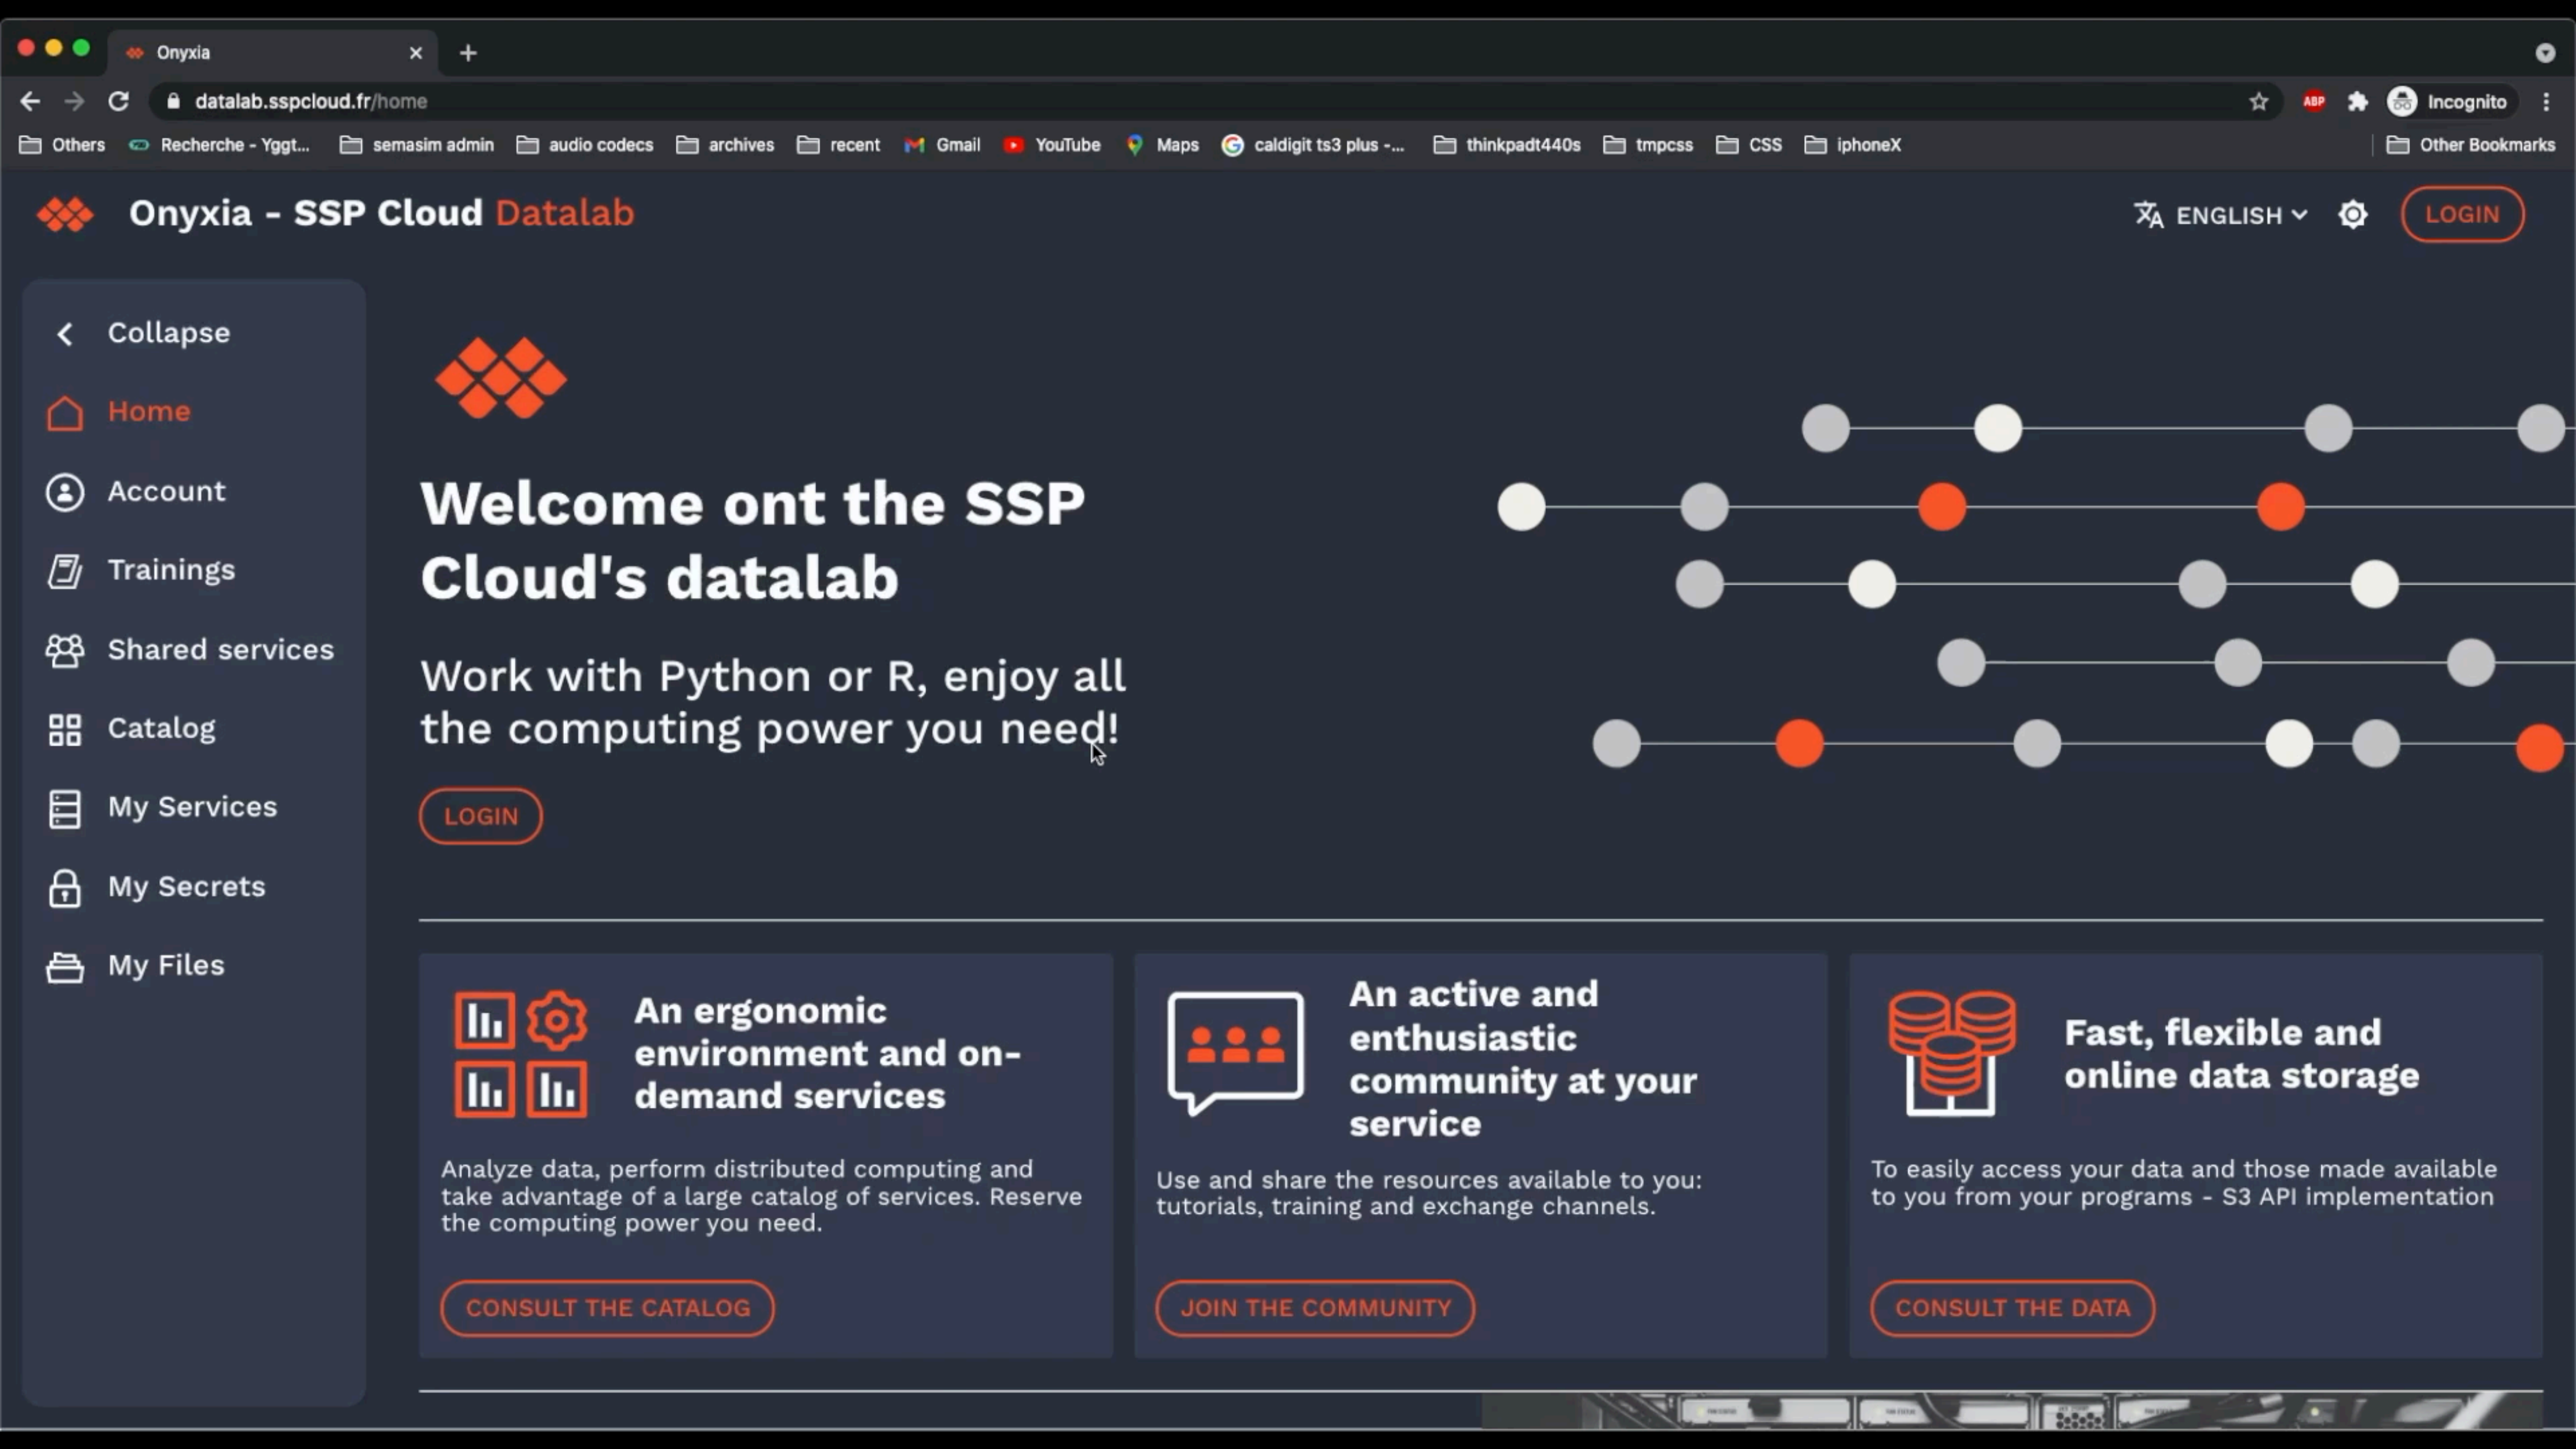 Onyxia
datalab.sspcloud.fr/home
ABP
Incognito
Others
Recherche - Yggt...
semasim admin
audio codecs
archives
recent
Gmail
YouTube
Maps
caldigit ts3 plus -...
thinkpadt440s
tmpcss
CSS
iphoneX
Other Bookmarks
Onyxia - SSP Cloud Datalab
ENGLISH
LOGIN
Collapse
Home
Account
Trainings
Shared services
Catalog
My Services
My Secrets
My Files
Welcome ont the SSP
Cloud's datalab
Work with Python or R, enjoy all
the computing power you need!
LOGIN
An ergonomic
environment and on-
demand services
Analyze data, perform distributed computing and
take advantage of a large catalog of services. Reserve
the computing power you need.
CONSULT THE CATALOG
An active and
enthusiastic
community at your
service
Use and share the resources available to you:
tutorials, training and exchange channels.
JOIN THE COMMUNITY
Fast, flexible and
online data storage
To easily access your data and those made available
to you from your programs - S3 API implementation
CONSULT THE DATA